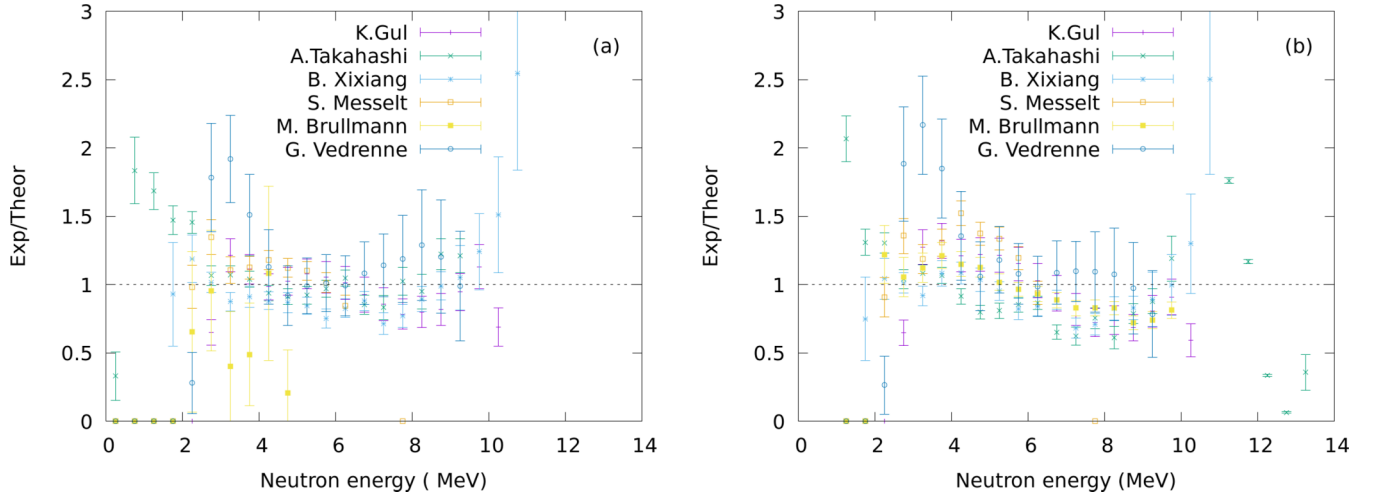 3
2.5
2
1.5
1
0.5
0
Exp/Theor
K.Gul
A.Takahashi
B. Xixiang
S. Messelt
M. Brullmann
G. Vedrenne
(a)
0 2 4 6 8 10 12 14
Neutron energy ( MeV)
3
2.5
2
1.5
1
0.5
0
Exp/Theor
K.Gul
A.Takahashi
B. Xixiang
S. Messelt
M. Brullmann
G. Vedrenne
(b)
0 2 4 6 8 10 12 14
Neutron energy (MeV)